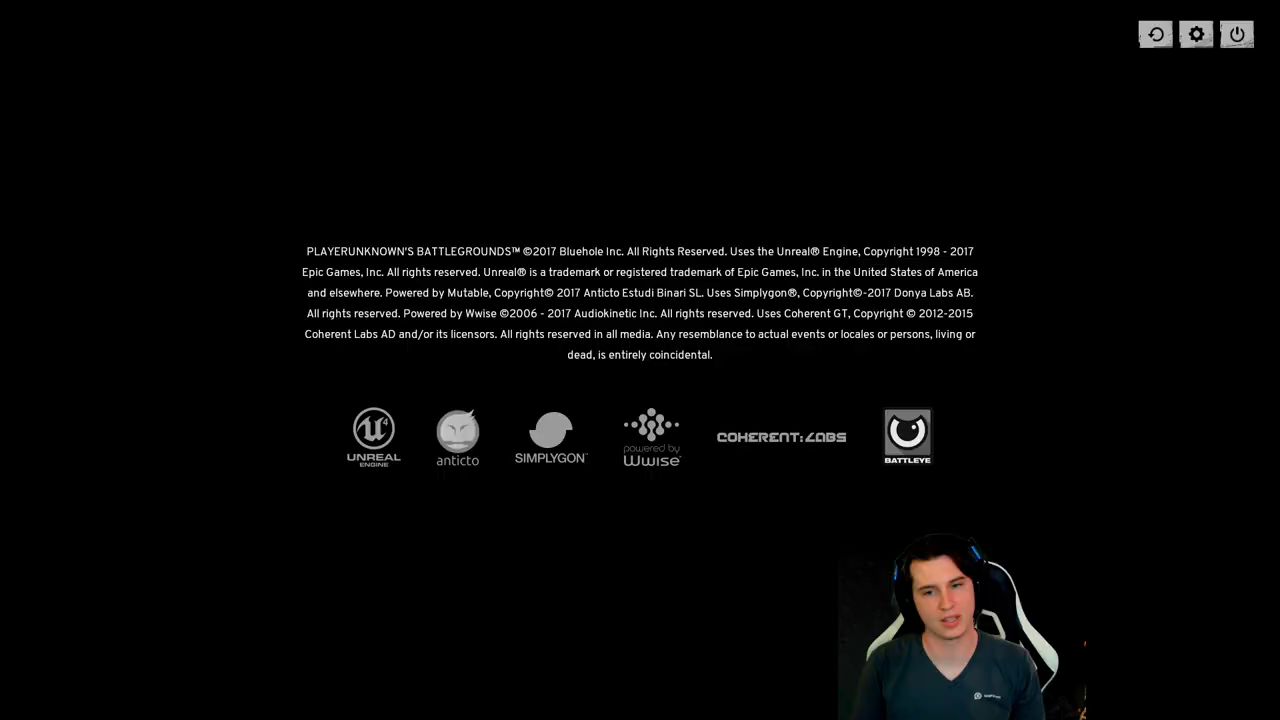 PLAYERUNKNOWN'S BATTLEGROUNDS™ ©2017 Bluehole Inc. All Rights Reserved. Uses the Unreal® Engine, Copyright 1998 - 2017
Epic Games, Inc. All rights reserved. Unreal® is a trademark or registered trademark of Epic Games, Inc. in the United States of America
and elsewhere. Powered by Mutable, Copyright© 2017 Anticto Estudi Binari SL. Uses Simplygon®, Copyright©-2017 Donya Labs AB.
All rights reserved. Powered by Wwise ©2006 - 2017 Audiokinetic Inc. All rights reserved. Uses Coherent GT, Copyright © 2012-2015
Coherent Labs AD and/or its licensors. All rights reserved in all media. Any resemblance to actual events or locales or persons, living or
dead, is entirely coincidental.
UNREAL ENGINE 4
anticto
SIMPLYGON™
powered by Wwise
COHERENT:LABS
BATTLEYE